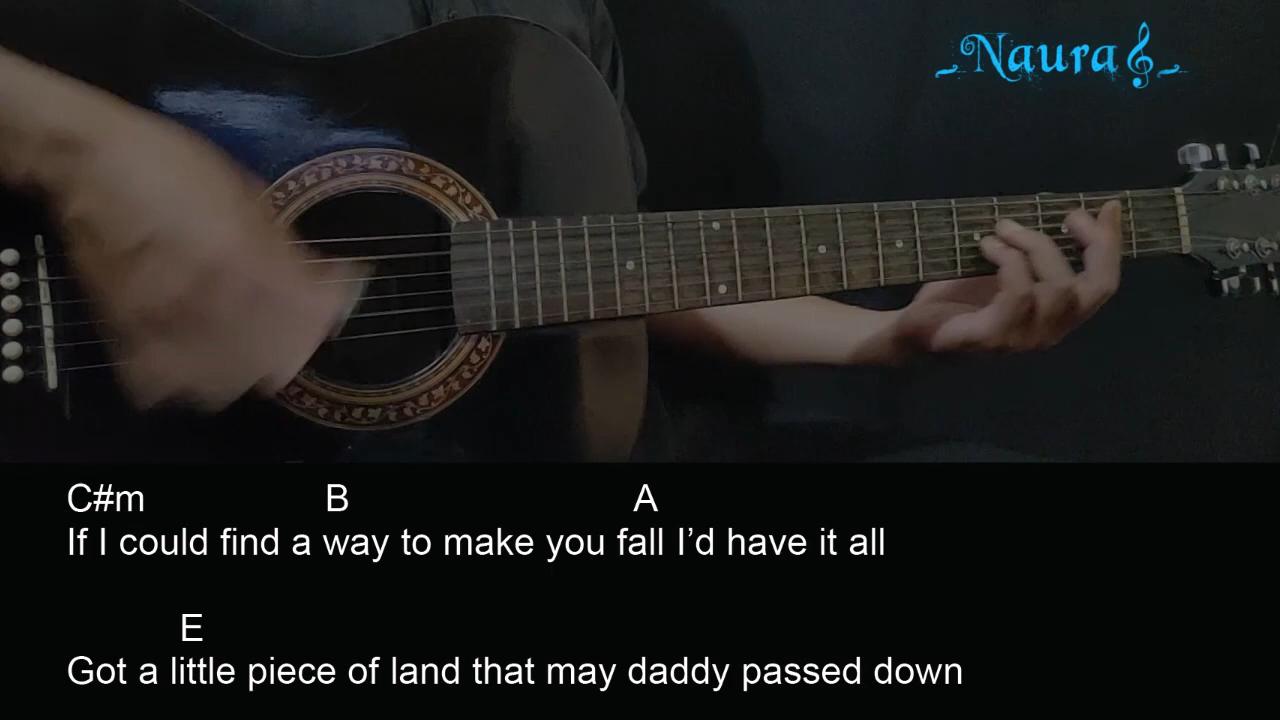 Naura
C#m B A
If I could find a way to make you fall I’d have it all
E
Got a little piece of land that may daddy passed down